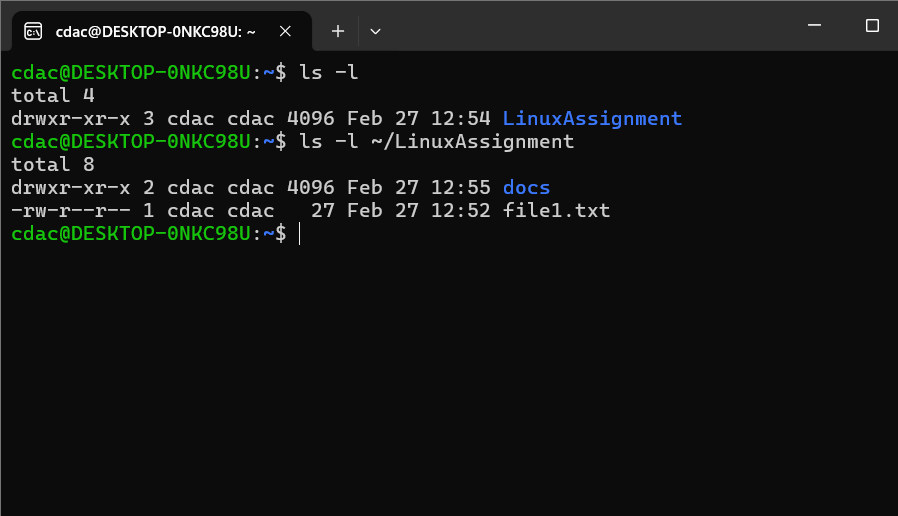 cdac@DESKTOP-0NKC98U: ~
cdac@DESKTOP-0NKC98U:~$ ls -l
total 4
drwxr-xr-x 3 cdac cdac 4096 Feb 27 12:54 LinuxAssignment
cdac@DESKTOP-0NKC98U:~$ ls -l ~/LinuxAssignment
total 8
drwxr-xr-x 2 cdac cdac 4096 Feb 27 12:55 docs
-rw-r--r-- 1 cdac cdac   27 Feb 27 12:52 file1.txt
cdac@DESKTOP-0NKC98U:~$